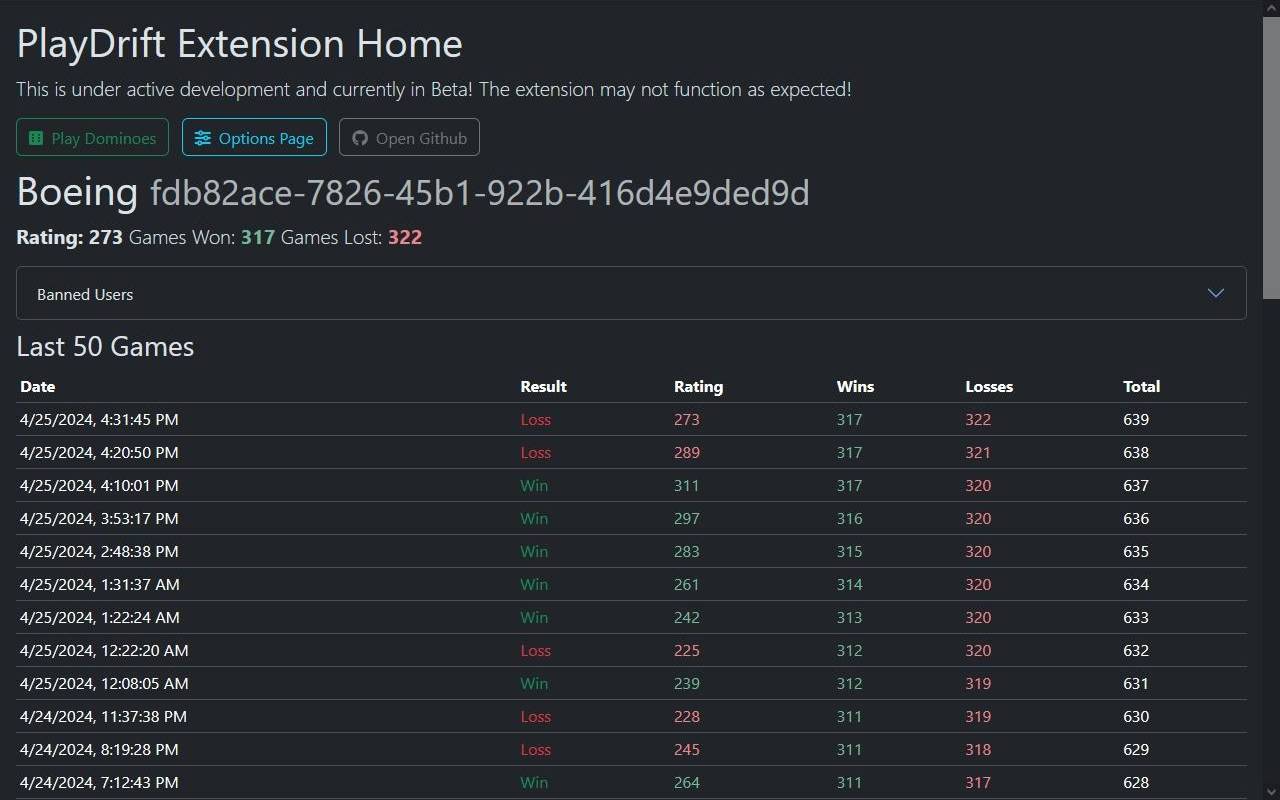 PlayDrift Extension Home
This is under active development and currently in Beta! The extension may not function as expected!
Play Dominoes Options Page Open Github
Boeing fdb82ace-7826-45b1-922b-416d4e9ded9d
Rating: 273 Games Won: 317 Games Lost: 322
Banned Users
Last 50 Games
Date Result Rating Wins Losses Total
4/25/2024, 4:31:45 PM Loss 273 317 322 639
4/25/2024, 4:20:50 PM Loss 289 317 321 638
4/25/2024, 4:10:01 PM Win 311 317 320 637
4/25/2024, 3:53:17 PM Win 297 316 320 636
4/25/2024, 2:48:38 PM Win 283 315 320 635
4/25/2024, 1:31:37 AM Win 261 314 320 634
4/25/2024, 1:22:24 AM Win 242 313 320 633
4/25/2024, 12:22:20 AM Loss 225 312 320 632
4/25/2024, 12:08:05 AM Win 239 312 319 631
4/24/2024, 11:37:38 PM Loss 228 311 319 630
4/24/2024, 8:19:28 PM Loss 245 311 318 629
4/24/2024, 7:12:43 PM Win 264 311 317 628